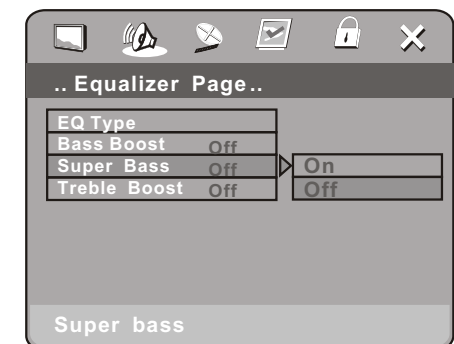 .. Equalizer Page..
EQ Type
Bass Boost Off
Super Bass Off On
Treble Boost Off Off
Super bass